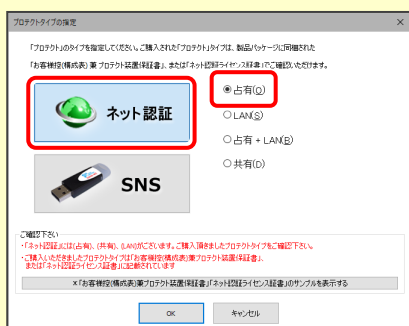 プロテクトタイプの指定
「プロテクト」のタイプを指定してください。ご購入された「プロテクト」タイプは、製品パッケージに同梱された
「お客様控(構成表) 兼 プロテクト装置保証書」、または「ネット認証ライセンス証書」でご確認いただけます。
ネット認証
占有(O)
LAN(S)
占有 + LAN(B)
共有(D)
SNS
ご確認下さい
・「ネット認証」には(占有)、(共有)、(LAN)がございます。ご購入頂きましたプロテクトタイプをご確認下さい。
・ご購入いただきましたプロテクトタイプは「お客様控(構成表)兼プロテクト装置保証書」、
または「ネット認証ライセンス証書」に記載されています
×「お客様控(構成表)兼プロテクト装置保証書」「ネット認証ライセンス証書」のサンプルを表示する
OK
キャンセル